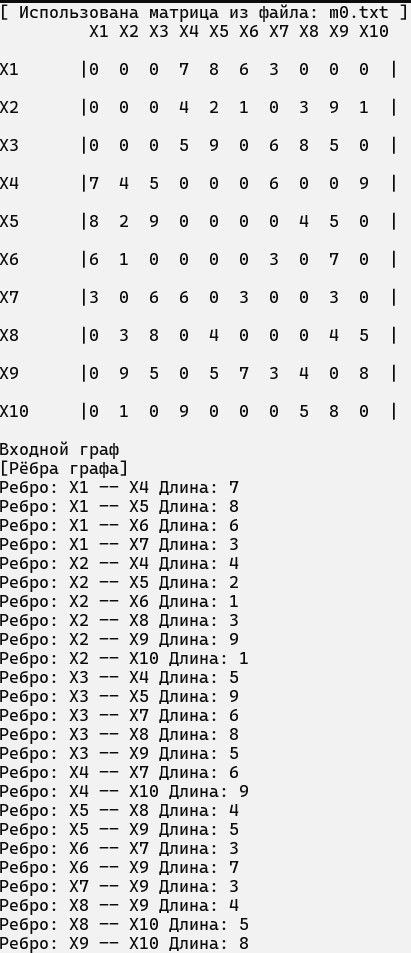 [ Использована матрица из файла: m0.txt ]
X1 X2 X3 X4 X5 X6 X7 X8 X9 X10
X1 |0 0 0 7 8 6 3 0 0 0 |
X2 |0 0 0 4 2 1 0 3 9 1 |
X3 |0 0 0 5 9 0 6 8 5 0 |
X4 |7 4 5 0 0 0 6 0 0 9 |
X5 |8 2 9 0 0 0 0 4 5 0 |
X6 |6 1 0 0 0 0 3 0 7 0 |
X7 |3 0 6 6 0 3 0 0 3 0 |
X8 |0 3 8 0 4 0 0 0 4 5 |
X9 |0 9 5 0 5 7 3 4 0 8 |
X10 |0 1 0 9 0 0 0 5 8 0 |
Входной граф
[Рёбра графа]
Ребро: X1 —— X4 Длина: 7
Ребро: X1 —— X5 Длина: 8
Ребро: X1 —— X6 Длина: 6
Ребро: X1 —— X7 Длина: 3
Ребро: X2 —— X4 Длина: 4
Ребро: X2 —— X5 Длина: 2
Ребро: X2 —— X6 Длина: 1
Ребро: X2 —— X8 Длина: 3
Ребро: X2 —— X9 Длина: 9
Ребро: X2 —— X10 Длина: 1
Ребро: X3 —— X4 Длина: 5
Ребро: X3 —— X5 Длина: 9
Ребро: X3 —— X7 Длина: 6
Ребро: X3 —— X8 Длина: 8
Ребро: X3 —— X9 Длина: 5
Ребро: X4 —— X7 Длина: 6
Ребро: X4 —— X10 Длина: 9
Ребро: X5 —— X8 Длина: 4
Ребро: X5 —— X9 Длина: 5
Ребро: X6 —— X7 Длина: 3
Ребро: X6 —— X9 Длина: 7
Ребро: X7 —— X9 Длина: 3
Ребро: X8 —— X9 Длина: 4
Ребро: X8 —— X10 Длина: 5
Ребро: X9 —— X10 Длина: 8